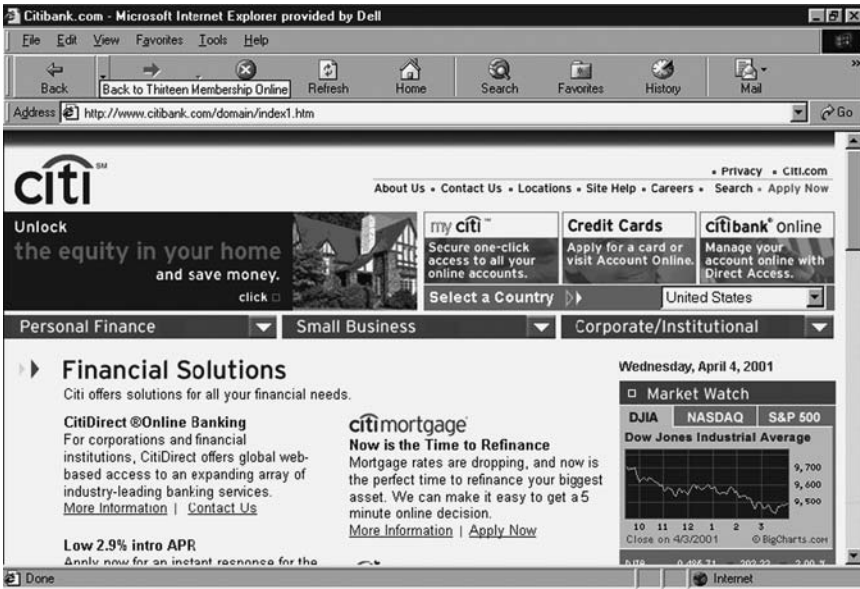 Citibank.com - Microsoft Internet Explorer provided by Dell
File Edit View Favorites Tools Help
Back
Back to Thirteen Membership Online
Refresh
Home
Search
Favorites
History
Mail
Address http://www.citibank.com/domain/index1.htm
Go
citi SM
• Privacy • Citi.com
About Us • Contact Us • Locations • Site Help • Careers • Search • Apply Now
Unlock
the equity in your home
and save money.
click
my citi ™
Secure one-click
access to all your
online accounts.
Credit Cards
Apply for a card or
visit Account Online.
citibank® online
Manage your
account online with
Direct Access.
Select a Country
United States
Personal Finance
Small Business
Corporate/Institutional
Financial Solutions
Citi offers solutions for all your financial needs.
CitiDirect ®Online Banking
For corporations and financial
institutions, CitiDirect offers global web-
based access to an expanding array of
industry-leading banking services.
More Information | Contact Us
Low 2.9% intro APR
Apply now for an instant response for the
citimortgage®
Now is the Time to Refinance
Mortgage rates are dropping, and now is
the perfect time to refinance your biggest
asset. We can make it easy to get a 5
minute online decision.
More Information | Apply Now
Wednesday, April 4, 2001
Market Watch
DJIA NASDAQ S&P 500
Dow Jones Industrial Average
9,700
9,600
9,500
10 11 12 1 2 3
Close on 4/3/2001 © BigCharts.com
Done
Internet